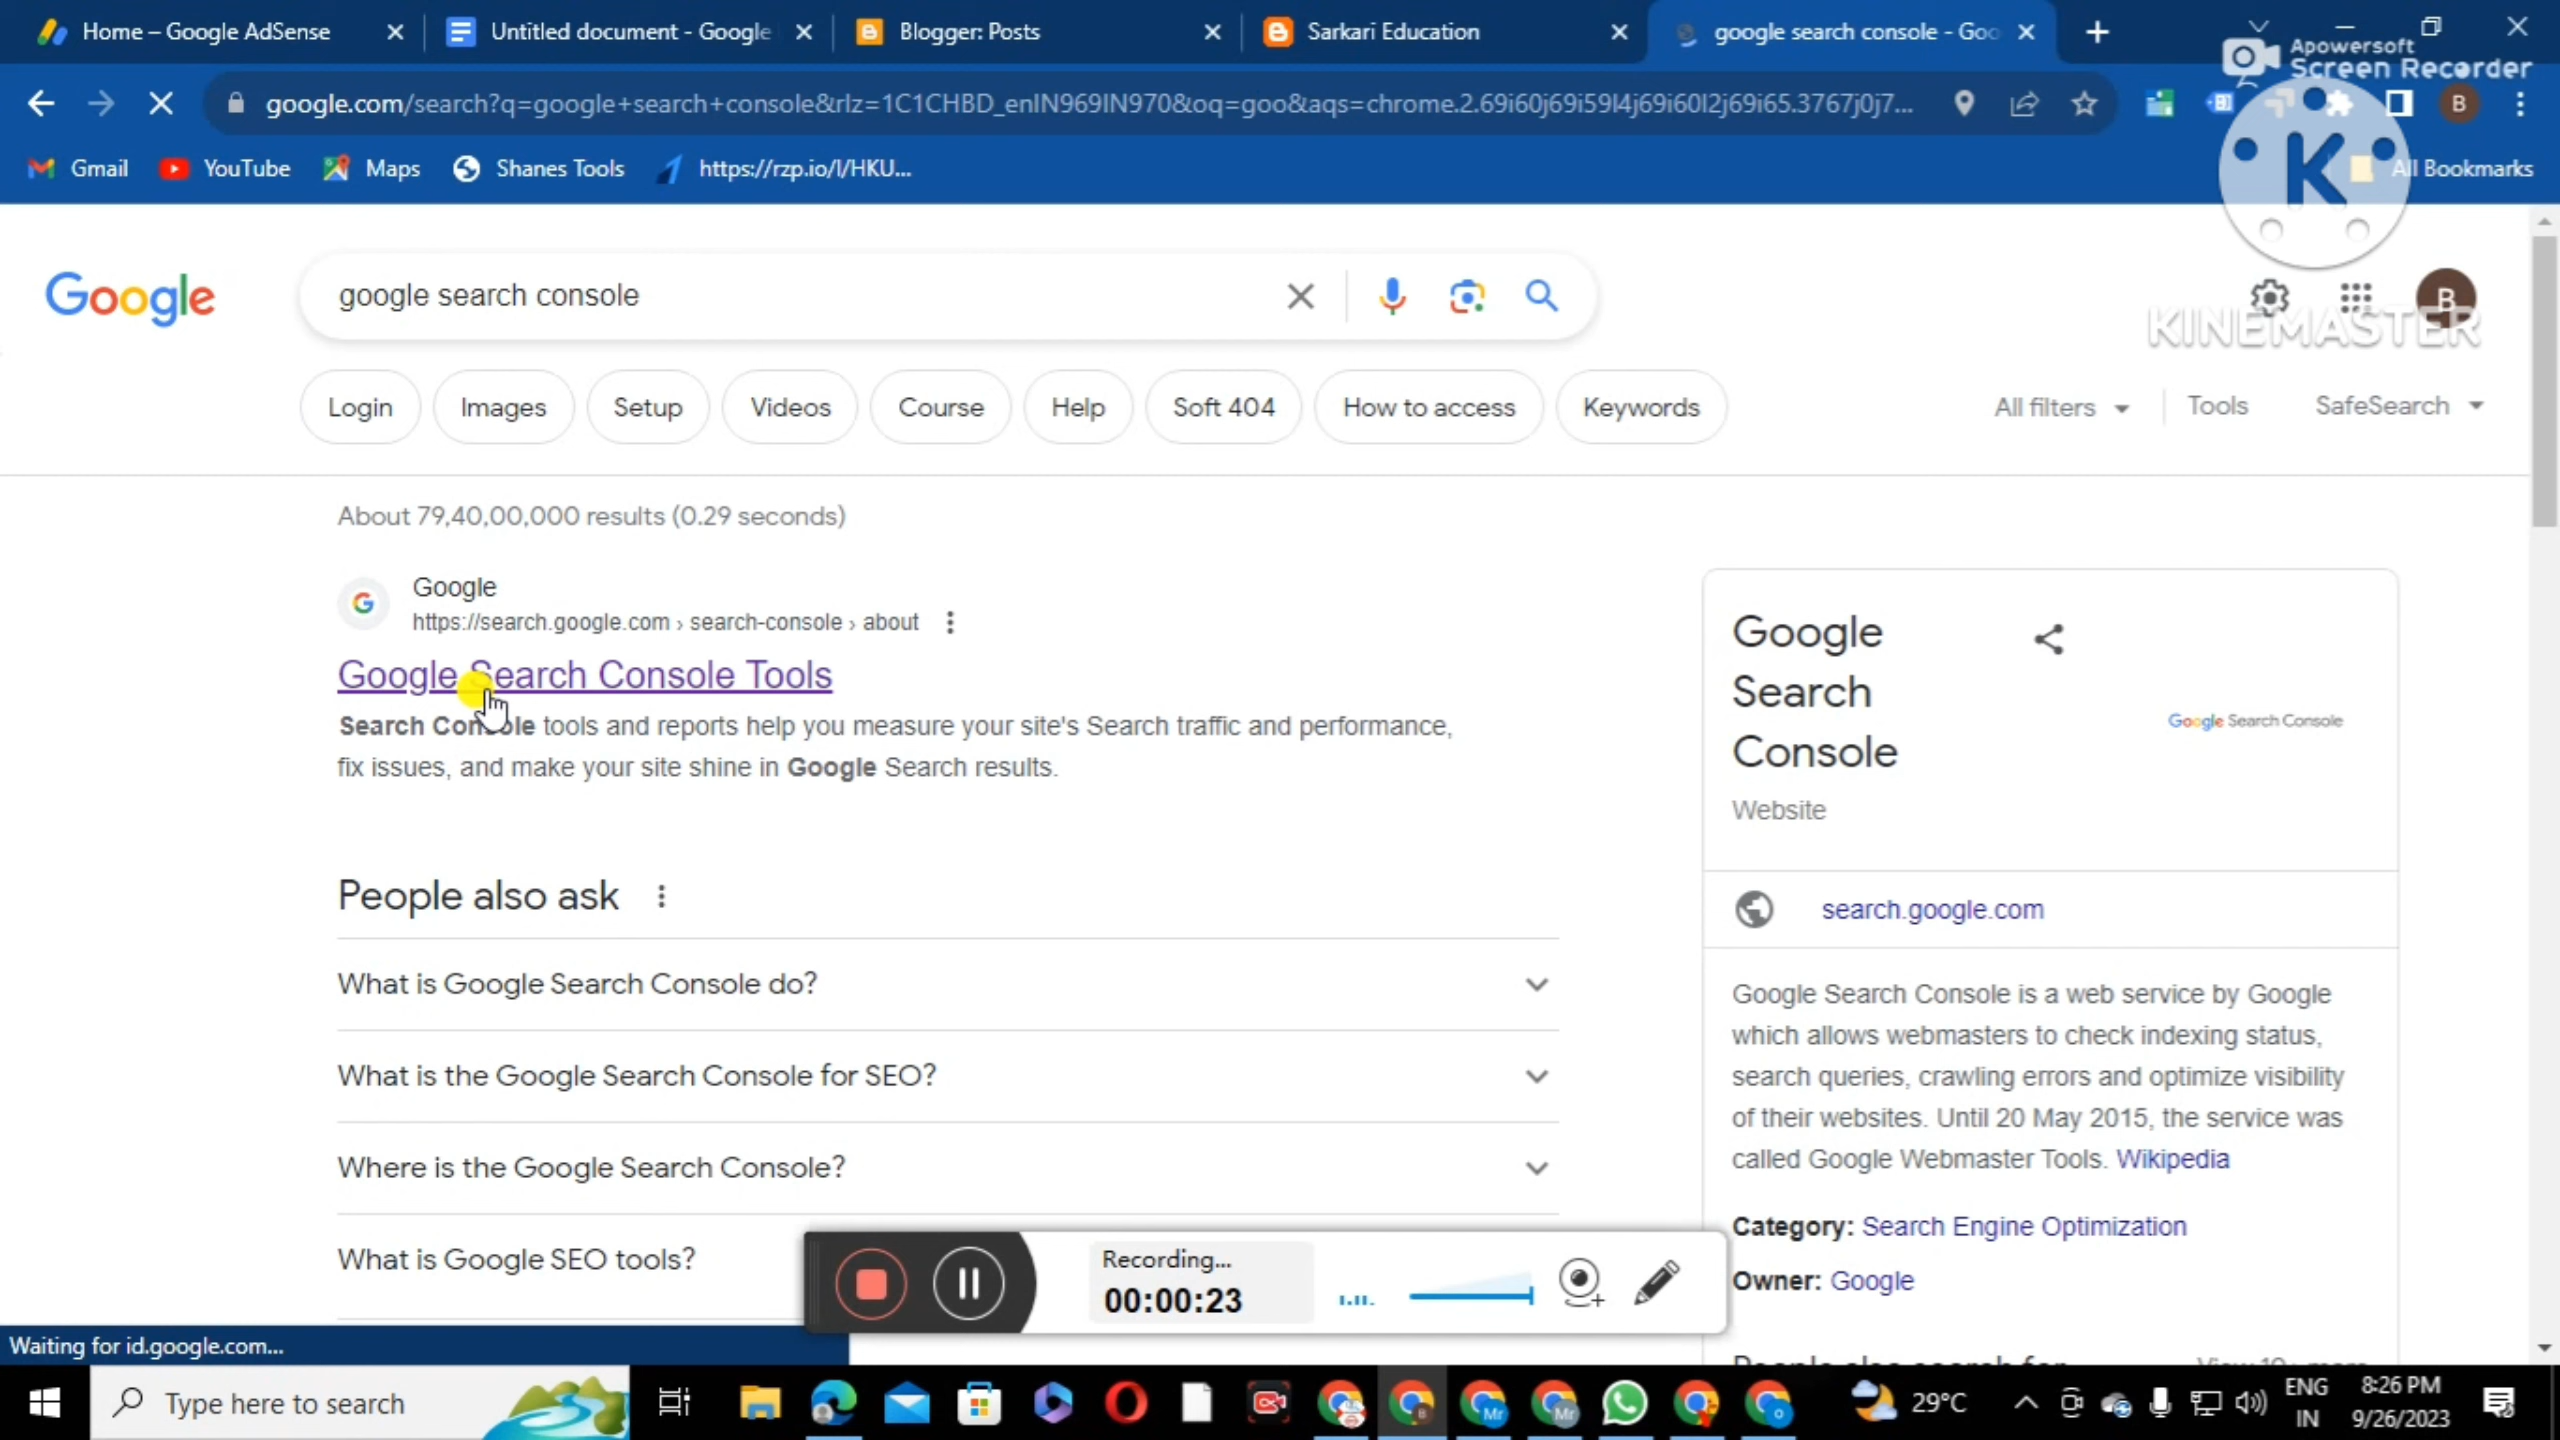 Home – Google AdSense
Untitled document - Google
Blogger: Posts
Sarkari Education
google search console - Goo
Apowersoft
Screen Recorder
google.com/search?q=google+search+console&rlz=1C1CHBD_enIN969IN970&oq=goo&aqs=chrome.2.69i60j69i59l4j69i60l2j69i65.3767j0j7...
B
Gmail
YouTube
Maps
Shanes Tools
https://rzp.io/l/HKU...
All Bookmarks
K
Google
google search console
B
KINEMASTER
Login
Images
Setup
Videos
Course
Help
Soft 404
How to access
Keywords
All filters
Tools
SafeSearch
About 79,40,00,000 results (0.29 seconds)
Google
https://search.google.com › search-console › about
Google Search Console Tools
Search Console tools and reports help you measure your site's Search traffic and performance,
fix issues, and make your site shine in Google Search results.
People also ask
What is Google Search Console do?
What is the Google Search Console for SEO?
Where is the Google Search Console?
What is Google SEO tools?
Google
Search
Console
Google Search Console
Website
search.google.com
Google Search Console is a web service by Google
which allows webmasters to check indexing status,
search queries, crawling errors and optimize visibility
of their websites. Until 20 May 2015, the service was
called Google Webmaster Tools. Wikipedia
Category: Search Engine Optimization
Owner: Google
Recording...
00:00:23
Waiting for id.google.com...
Type here to search
Mr
Mr
29°C
ENG
IN
8:26 PM
9/26/2023